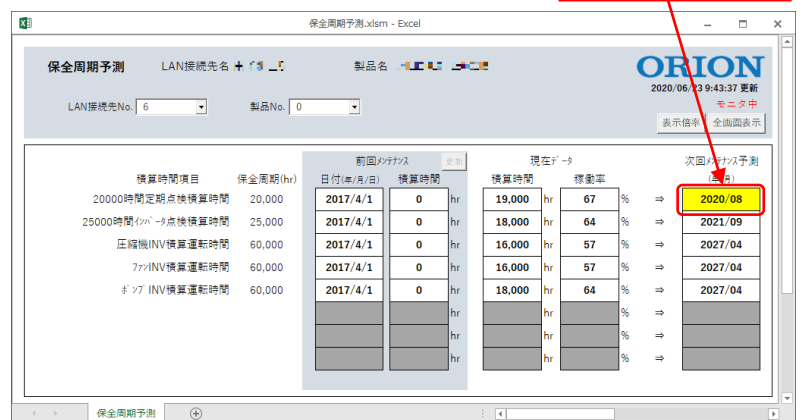 保全周期予測.xlsm - Excel
保全周期予測 LAN接続先名 製品名 ORION
2020/06/23 9:43:37 更新
モニタ中
LAN接続先No. 6 製品No. 0
表示倍率 全画面表示
前回ﾒﾝﾃﾅﾝｽ 更新 現在ﾃﾞｰﾀ 次回ﾒﾝﾃﾅﾝｽ予測
積算時間項目 保全周期(hr) 日付(年/月/日) 積算時間 積算時間 稼働率 (年/月)
20000時間定期点検積算時間 20,000 2017/4/1 0 hr 19,000 hr 67 % ⇒ 2020/08
25000時間ｲﾝﾊﾞｰﾀ点検積算時間 25,000 2017/4/1 0 hr 18,000 hr 64 % ⇒ 2021/09
圧縮機INV積算運転時間 60,000 2017/4/1 0 hr 16,000 hr 57 % ⇒ 2027/04
ﾌｧﾝINV積算運転時間 60,000 2017/4/1 0 hr 16,000 hr 57 % ⇒ 2027/04
ﾎﾟﾝﾌﾟINV積算運転時間 60,000 2017/4/1 0 hr 18,000 hr 64 % ⇒ 2027/04
hr hr % ⇒
hr hr % ⇒
hr hr % ⇒
保全周期予測